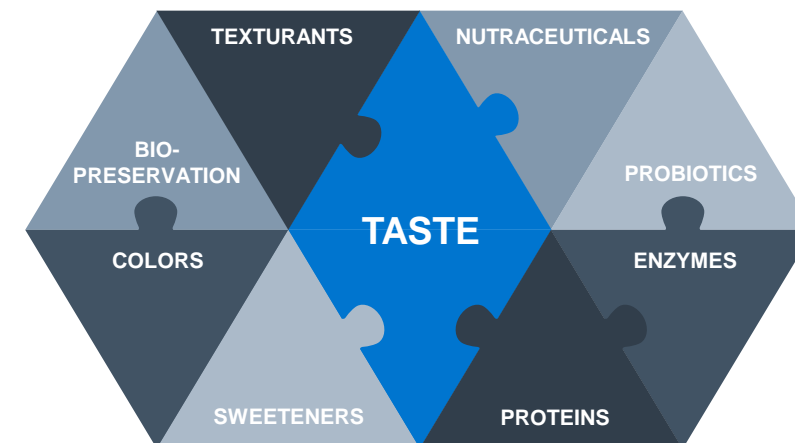 TEXTURANTS
NUTRACEUTICALS
BIO-
PRESERVATION
PROBIOTICS
TASTE
COLORS
ENZYMES
SWEETENERS
PROTEINS